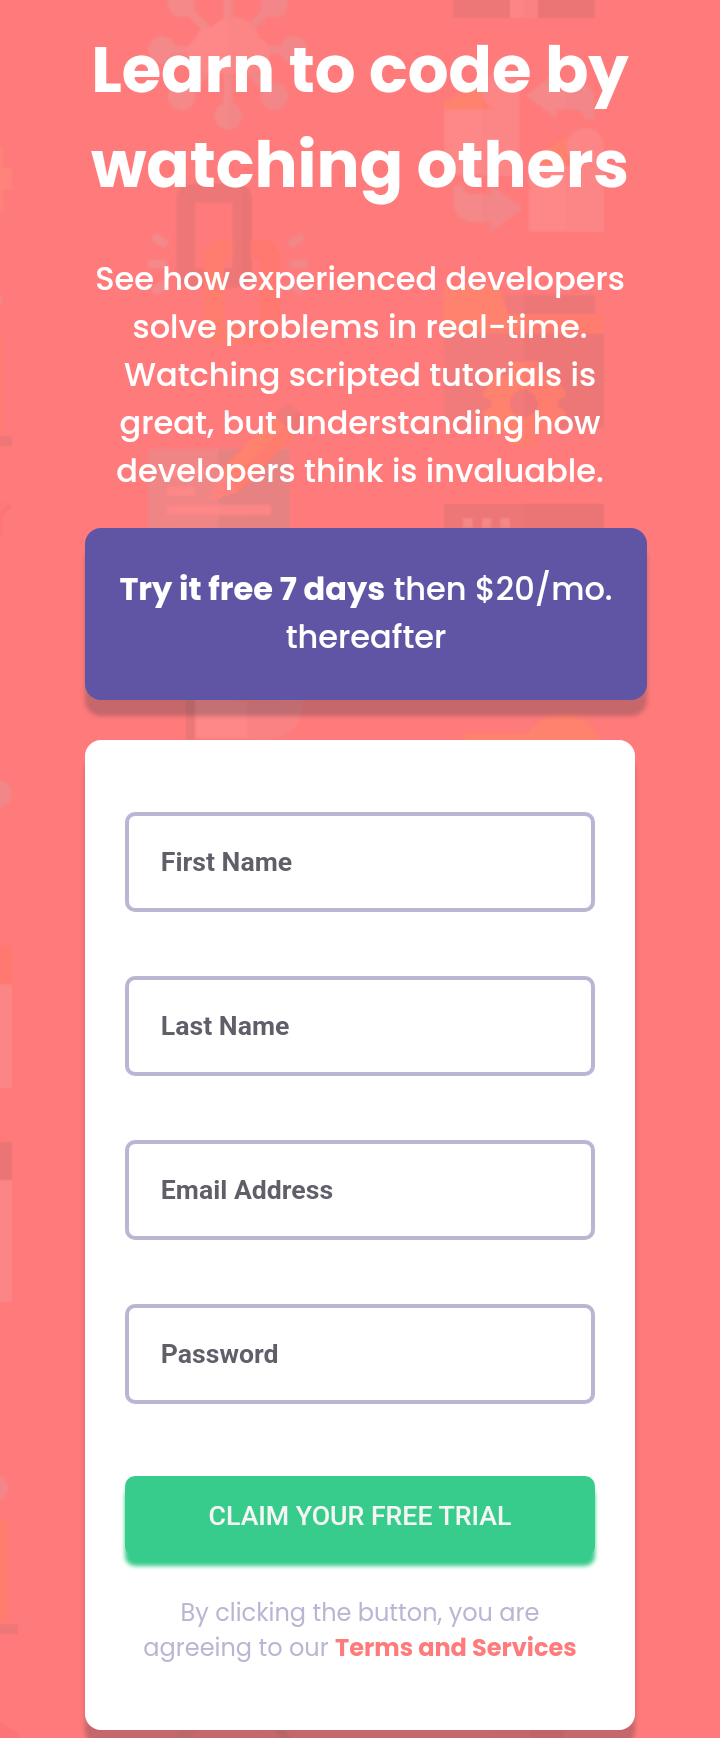 Learn to code by
watching others
See how experienced developers
solve problems in real-time.
Watching scripted tutorials is
great, but understanding how
developers think is invaluable.
Try it free 7 days then $20/mo.
thereafter
First Name
Last Name
Email Address
Password
CLAIM YOUR FREE TRIAL
By clicking the button, you are
agreeing to our Terms and Services